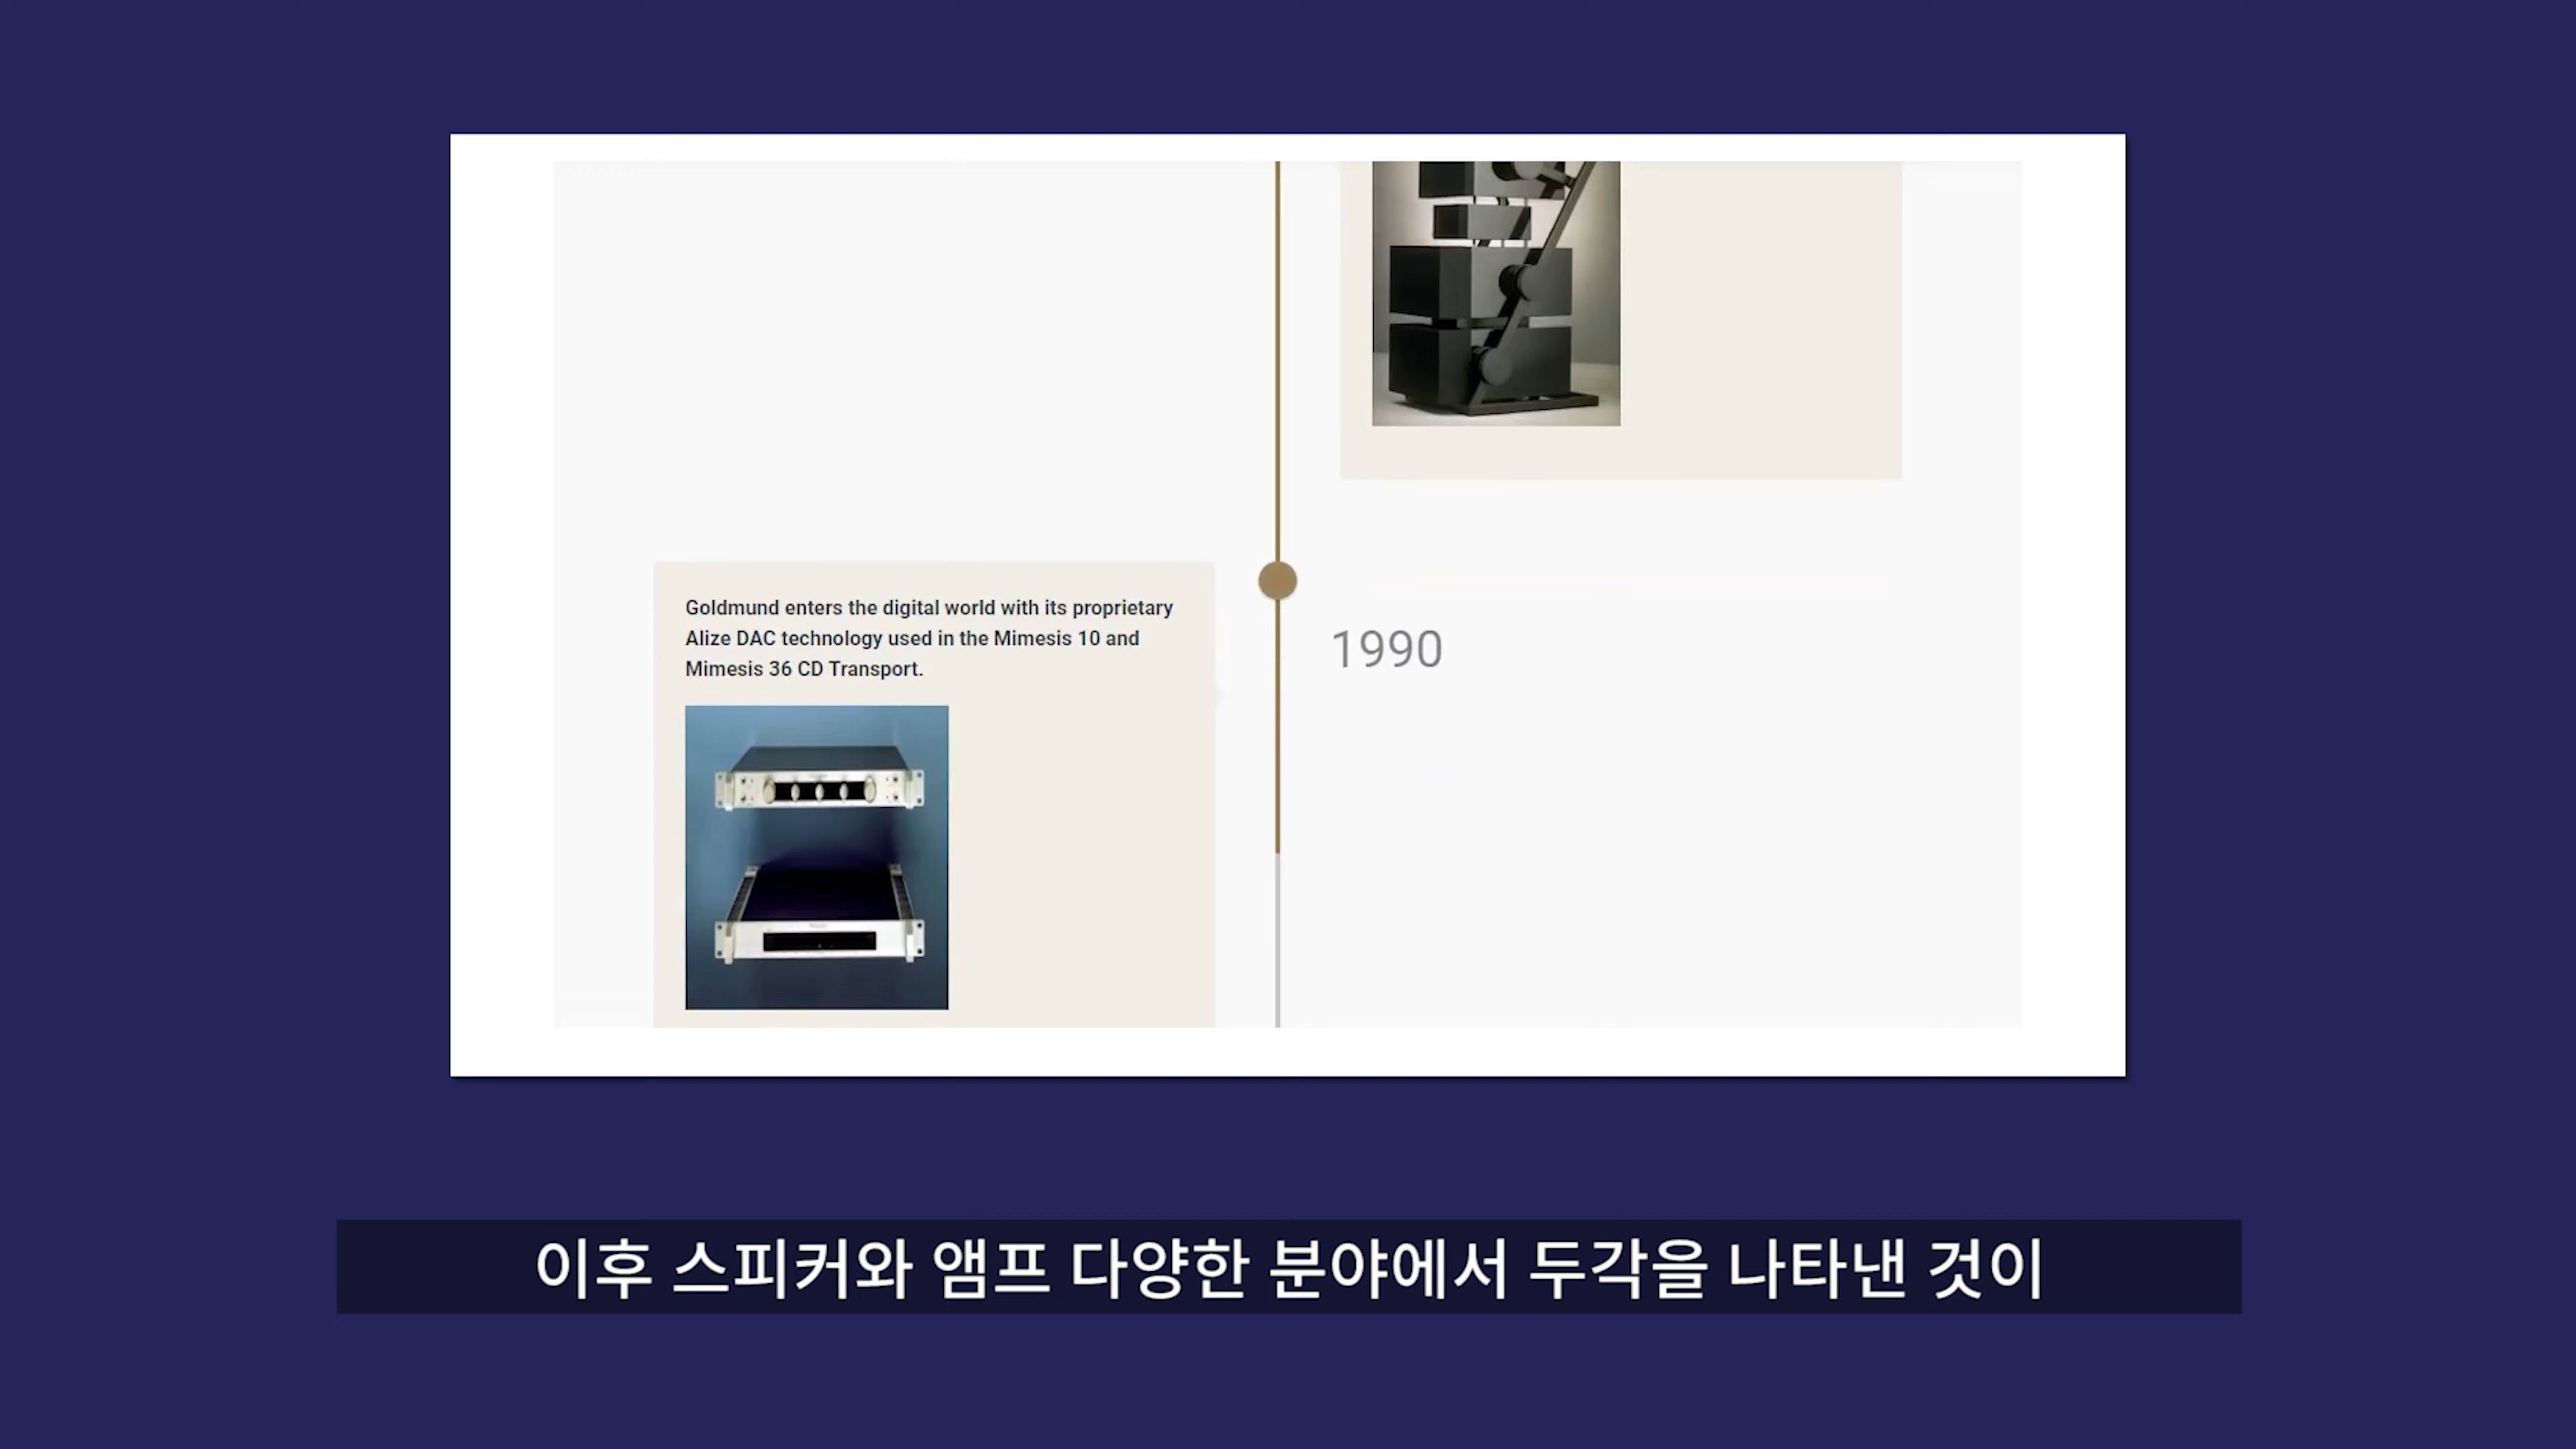 Goldmund enters the digital world with its proprietary
Alize DAC technology used in the Mimesis 10 and
Mimesis 36 CD Transport.
1990
이후 스피커와 앰프 다양한 분야에서 두각을 나타낸 것이